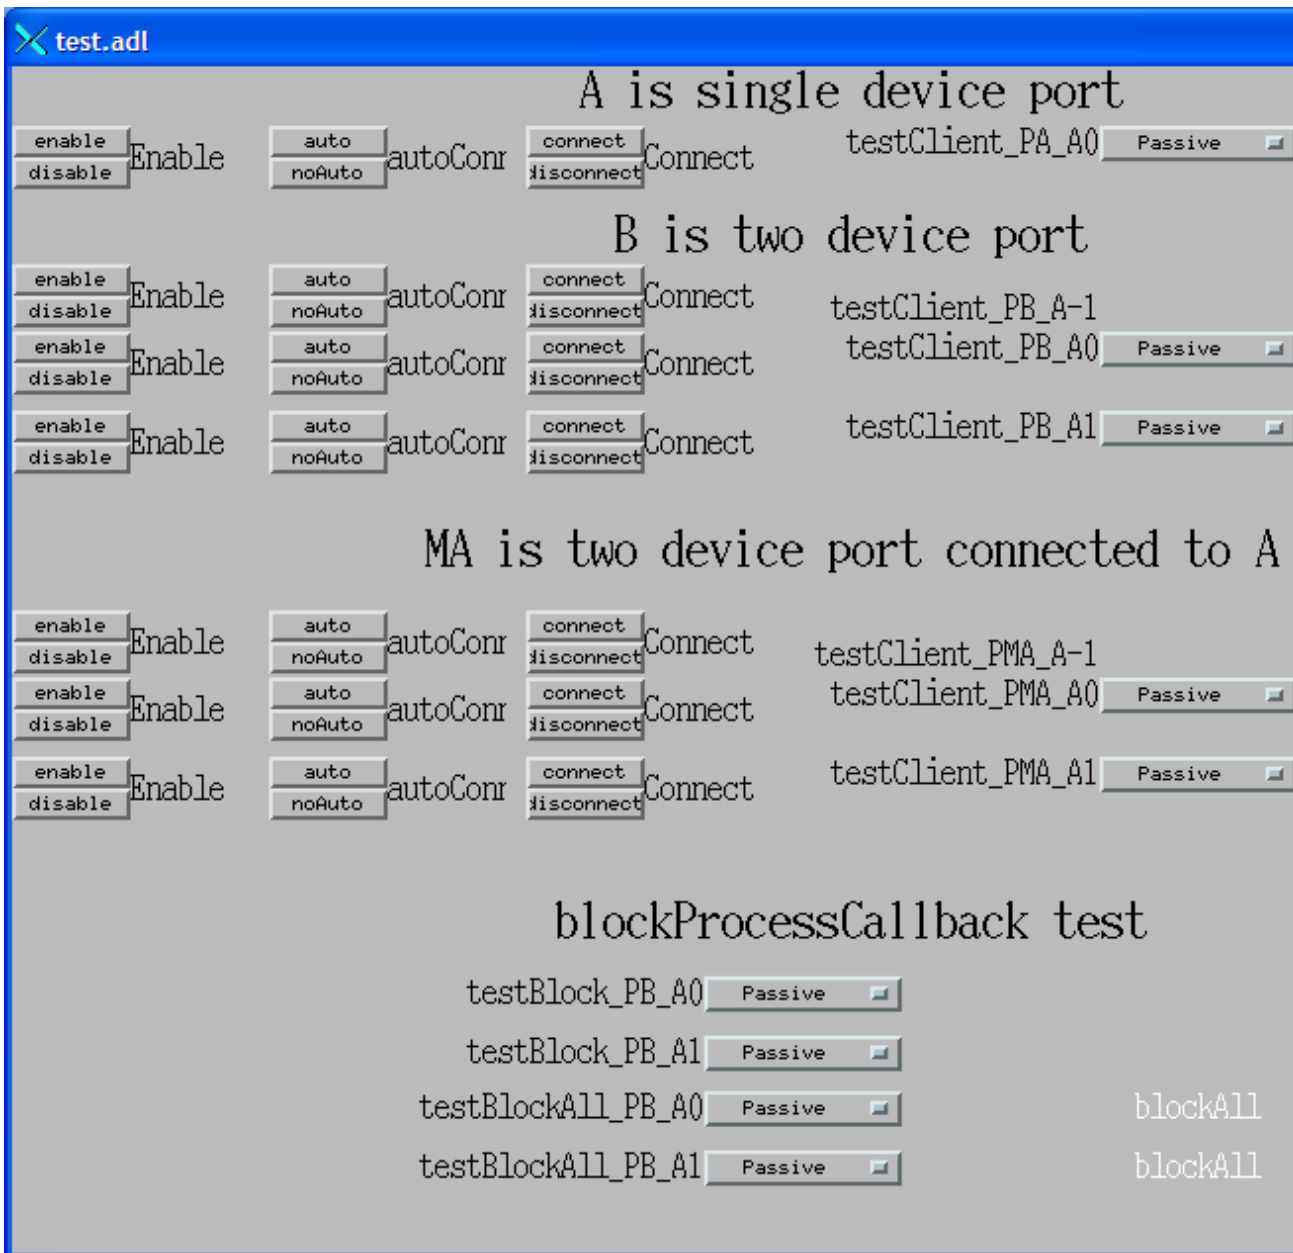 test.adl
A is single device port
enable auto connect testClient_PA_A0 Passive
Enable autoConr Connect
disable noAuto disconnect
B is two device port
enable auto connect
Enable autoConr Connect testClient_PB_A-1
disable noAuto disconnect
enable auto connect testClient_PB_A0 Passive
Enable autoConr Connect
disable noAuto disconnect
enable auto connect testClient_PB_A1 Passive
Enable autoConr Connect
disable noAuto disconnect
MA is two device port connected to A
enable auto connect
Enable autoConr Connect testClient_PMA_A-1
disable noAuto disconnect
enable auto connect testClient_PMA_A0 Passive
Enable autoConr Connect
disable noAuto disconnect
enable auto connect testClient_PMA_A1 Passive
Enable autoConr Connect
disable noAuto disconnect
blockProcessCallback test
testBlock_PB_A0 Passive
testBlock_PB_A1 Passive
testBlockAll_PB_A0 Passive blockAll
testBlockAll_PB_A1 Passive blockAll